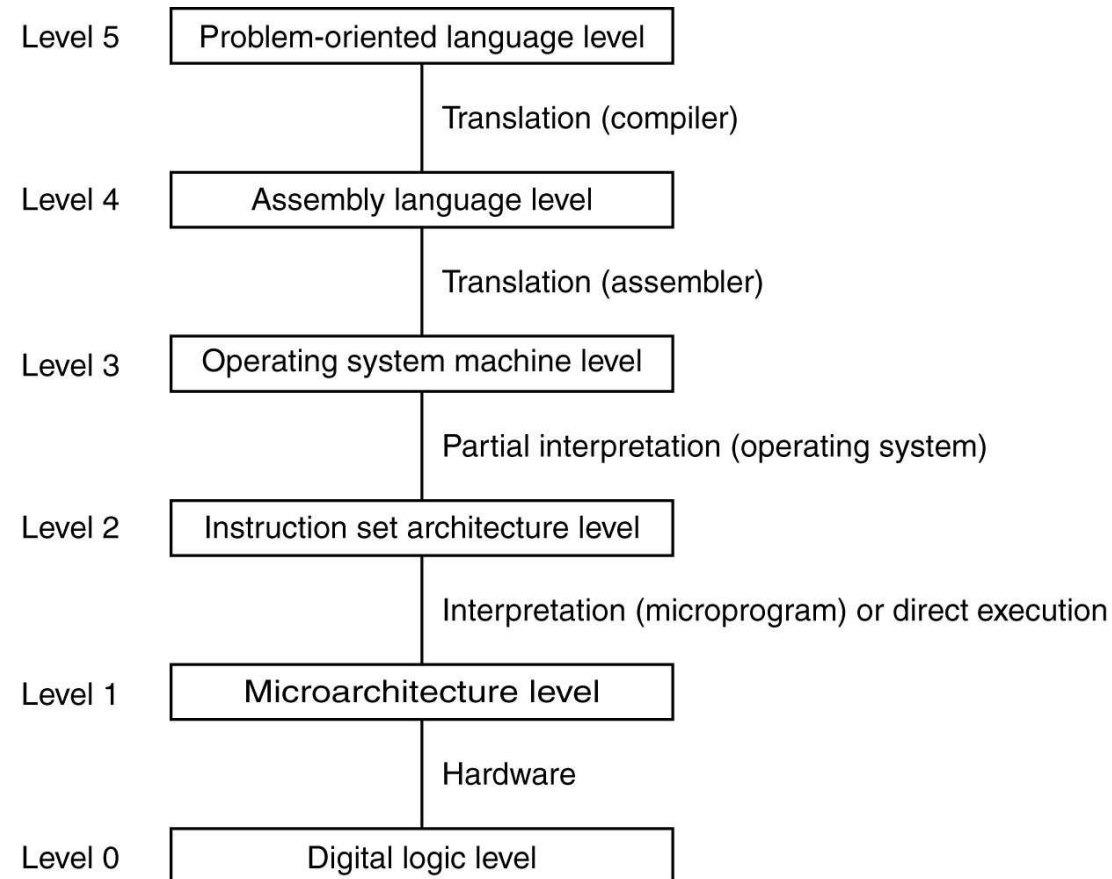 Level 5 Problem-oriented language level
Translation (compiler)
Level 4 Assembly language level
Translation (assembler)
Level 3 Operating system machine level
Partial interpretation (operating system)
Level 2 Instruction set architecture level
Interpretation (microprogram) or direct execution
Level 1 Microarchitecture level
Hardware
Level 0 Digital logic level